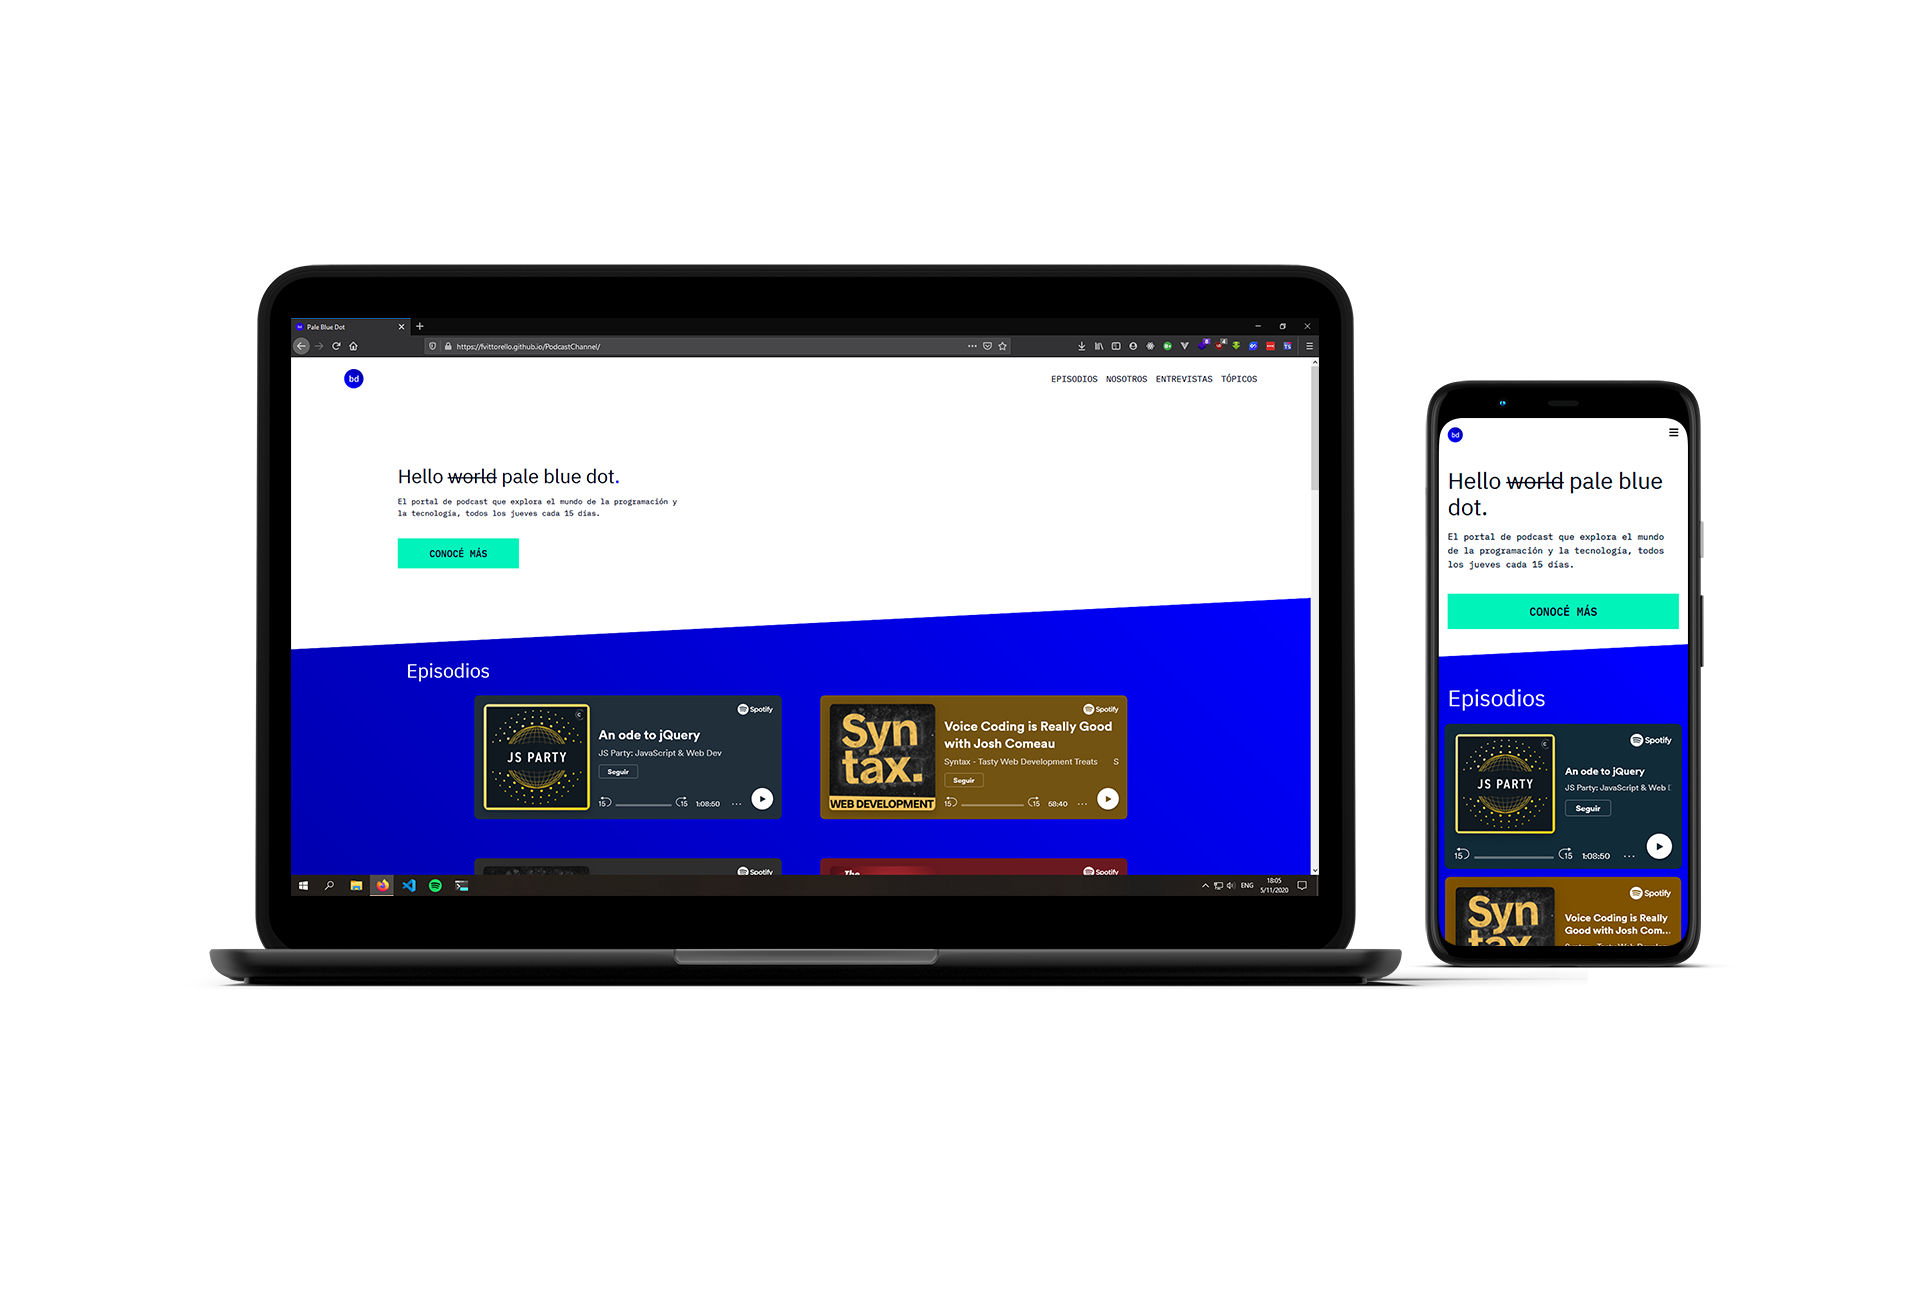 Pale Blue Dot
https://fvittorello.github.io/PodcastChannel/
bd
EPISODIOS NOSOTROS ENTREVISTAS TÓPICOS
Hello world pale blue dot.
El portal de podcast que explora el mundo de la programación y
la tecnología, todos los jueves cada 15 días.
CONOCÉ MÁS
Episodios
JS PARTY
Spotify
An ode to jQuery
JS Party: JavaScript & Web Dev
Seguir
15 15 1:08:50 ...
Syn
tax.
WEB DEVELOPMENT
Spotify
Voice Coding is Really Good
with Josh Comeau
Syntax - Tasty Web Development Treats S
Seguir
15 15 58:40 ...
Spotify
The
Spotify
ENG
18:05
5/11/2020
bd
Hello world pale blue
dot.
El portal de podcast que explora el mundo
de la programación y la tecnología, todos
los jueves cada 15 días.
CONOCÉ MÁS
Episodios
JS PARTY
Spotify
An ode to jQuery
JS Party: JavaScript & Web
Seguir
15 15 1:08:50 ...
Syn
tax
Spotify
Voice Coding is Really
Good with Josh Com...